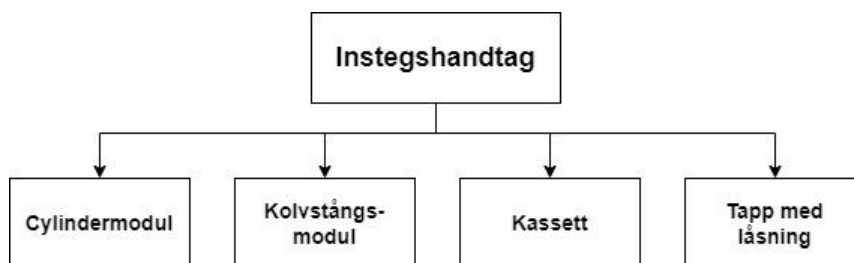 Instegshandtag
Cylindermodul
Kolvstångs-
modul
Kassett
Tapp med
låsning